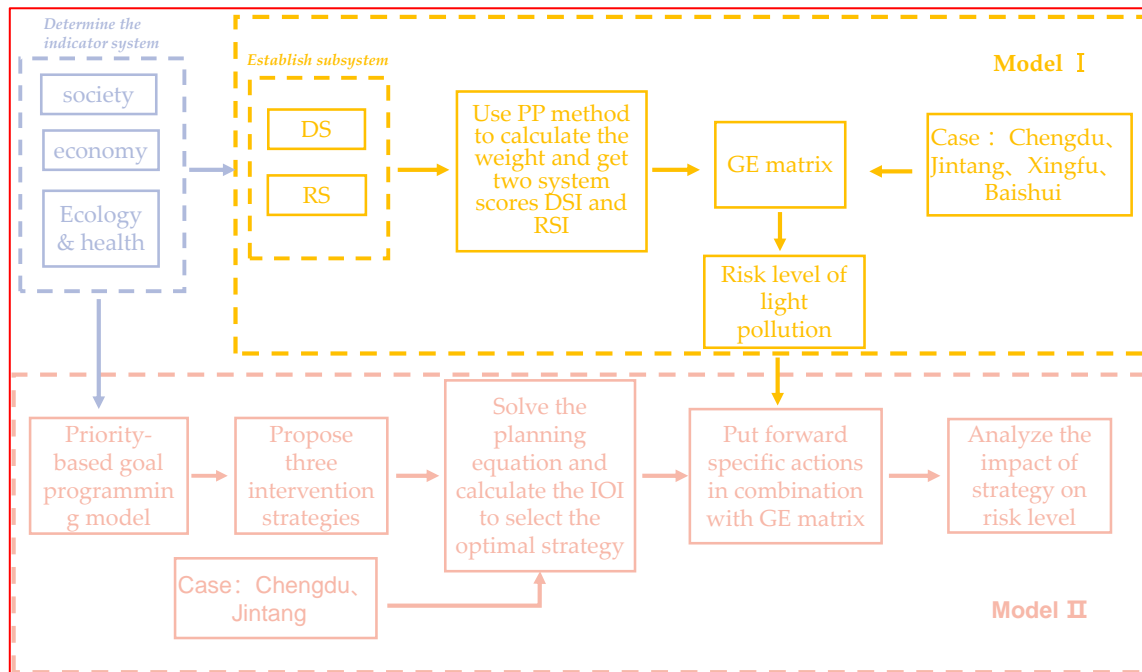 Determine the
indicator system
society
economy
Ecology
& health
Establish subsystem
DS
RS
Use PP method
to calculate the
weight and get
two system
scores DSI and
RSI
GE matrix
Model Ⅰ
Case：Chengdu、
Jintang、Xingfu、
Baishui
Risk level of
light
pollution
Priority-
based goal
programmin
g model
Propose
three
intervention
strategies
Solve the
planning
equation and
calculate the IOI
to select the
optimal strategy
Put forward
specific actions
in combination
with GE matrix
Analyze the
impact of
strategy on
risk level
Case：Chengdu、
Jintang
Model Ⅱ